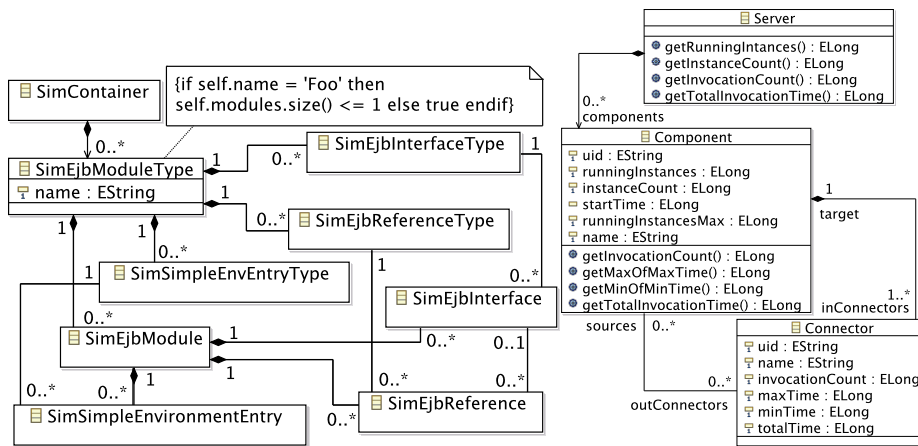 SimContainer
0..*
{if self.name = 'Foo' then
self.modules.size() <= 1 else true endif}
SimEjbModuleType
name : EString
1
0..*
SimEjbInterfaceType
1
1
0..*
SimEjbReferenceType
1
1
1
0..*
SimSimpleEnvEntryType
1
0..*
SimEjbInterface
0..*
SimEjbModule
1
0..*
0..1
1
1
0..*
0..*
0..*
0..*
0..*
SimSimpleEnvironmentEntry
SimEjbReference
Server
getRunningIntances() : ELong
getInstanceCount() : ELong
getInvocationCount() : ELong
getTotalInvocationTime() : ELong
0..*
components
Component
uid : EString
runningInstances : ELong
instanceCount : ELong
startTime : ELong
runningInstancesMax : ELong
name : EString
getInvocationCount() : ELong
getMaxOfMaxTime() : ELong
getMinOfMinTime() : ELong
getTotalInvocationTime() : ELong
1
target
1..*
inConnectors
sources
0..*
0..*
outConnectors
Connector
uid : EString
name : EString
invocationCount : ELong
maxTime : ELong
minTime : ELong
totalTime : ELong